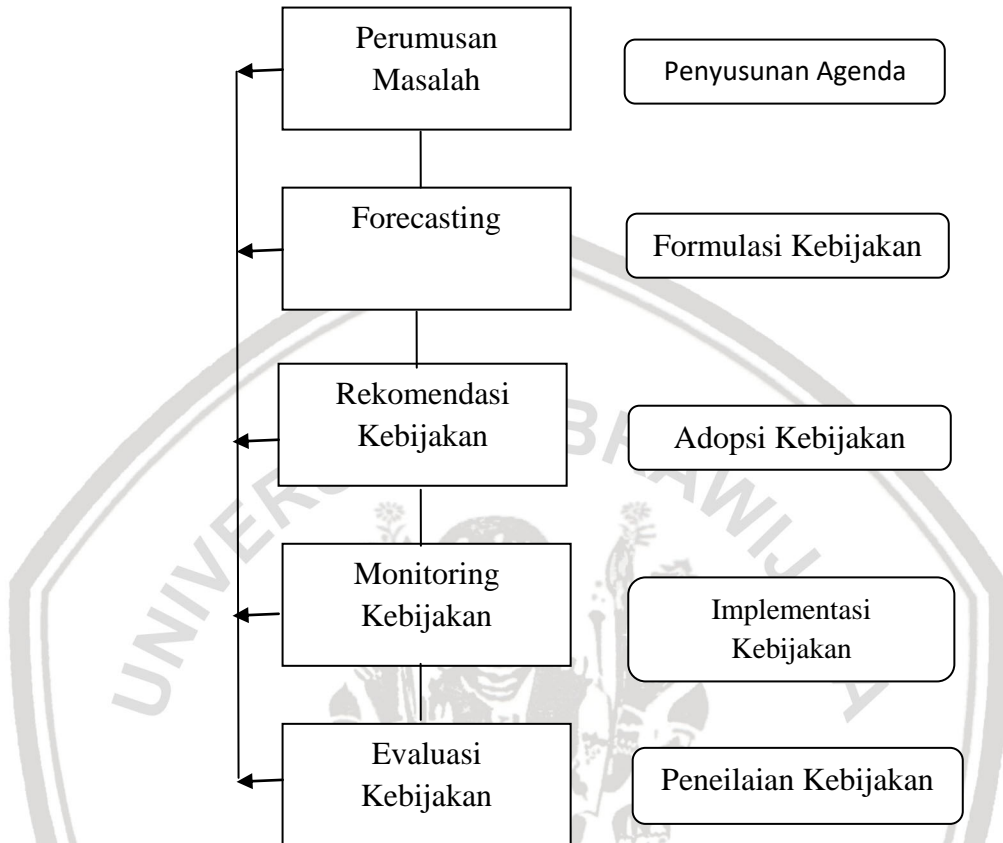 Perumusan
Masalah
Penyusunan Agenda
Forecasting
Formulasi Kebijakan
Rekomendasi
Kebijakan
Adopsi Kebijakan
Monitoring
Kebijakan
Implementasi
Kebijakan
Evaluasi
Kebijakan
Peneilaian Kebijakan